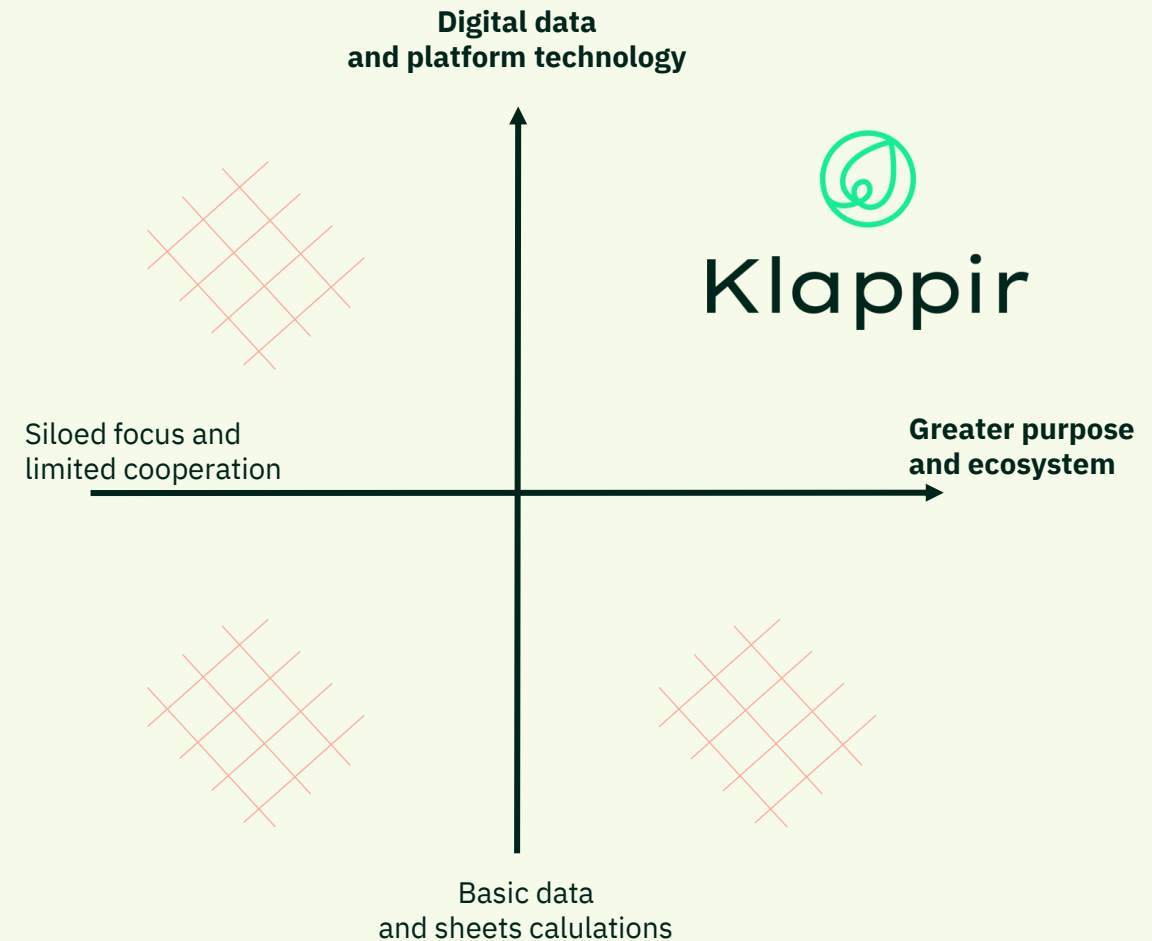 Digital data
and platform technology
Klappir
Siloed focus and
limited cooperation
Greater purpose
and ecosystem
Basic data
and sheets calulations